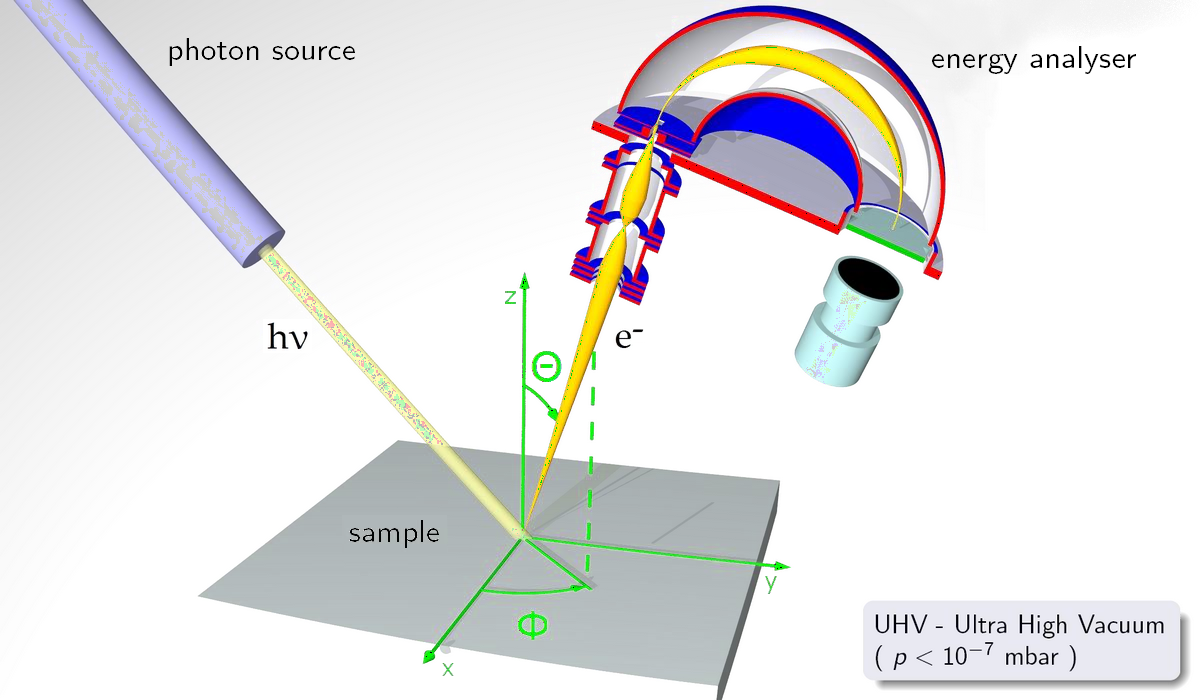 photon source
energy analyser
hν
e⁻
z
Θ
sample
y
Φ
x
UHV - Ultra High Vacuum
( p < 10⁻⁷ mbar )